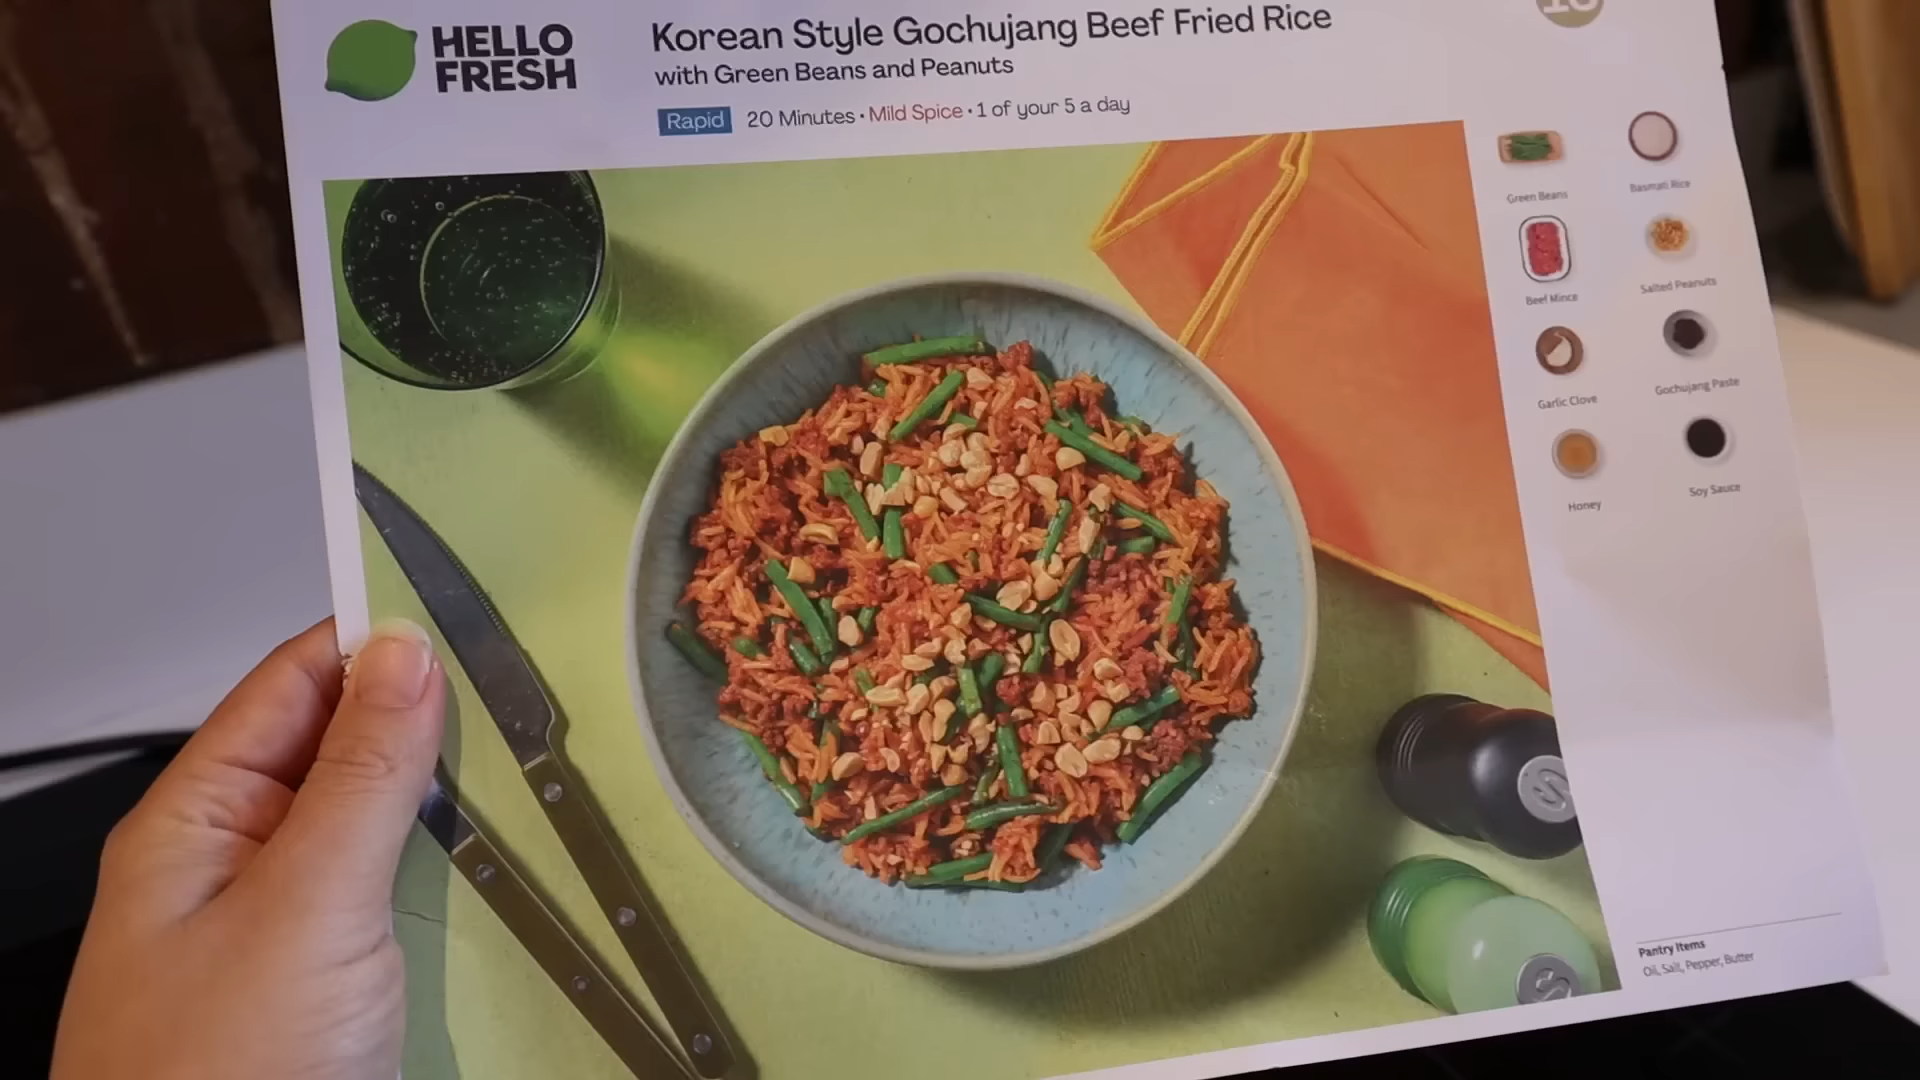 HELLO
FRESH
Korean Style Gochujang Beef Fried Rice
with Green Beans and Peanuts
Rapid 20 Minutes • Mild Spice • 1 of your 5 a day
Green Beans
Basmati Rice
Beef Mince
Salted Peanuts
Garlic Clove
Gochujang Paste
Honey
Soy Sauce
Pantry Items
Oil, Salt, Pepper, Butter